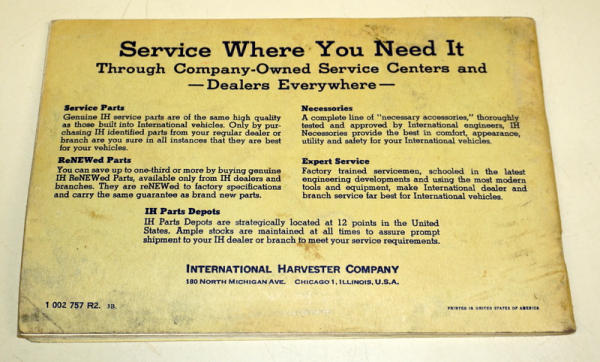 Service Where You Need It
Through Company-Owned Service Centers and
—Dealers Everywhere—
Service Parts
Genuine IH service parts are of the same high quality
as those built into International vehicles. Only by pur-
chasing IH identified parts from your regular dealer or
branch are you sure in all instances that they are best
for your vehicles.
ReNEWed Parts
You can save up to one-third or more by buying genuine
IH ReNEWed Parts, available only from IH dealers and
branches. They are reNEWed to factory specifications
and carry the same guarantee as brand new parts.
Necessories
A complete line of "necessary accessories," thoroughly
tested and approved by International engineers, IH
Necessories provide the best in comfort, appearance,
utility and safety for your International vehicles.
Expert Service
Factory trained servicemen, schooled in the latest
engineering developments and using the most modern
tools and equipment, make International dealer and
branch service far best for International vehicles.
IH Parts Depots
IH Parts Depots are strategically located at 12 points in the United
States. Ample stocks are maintained at all times to assure prompt
shipment to your IH dealer or branch to meet your service requirements.
INTERNATIONAL HARVESTER COMPANY
180 NORTH MICHIGAN AVE. CHICAGO 1, ILLINOIS, U.S.A.
1 002 757 R2. 3B.
PRINTED IN UNITED STATES OF AMERICA